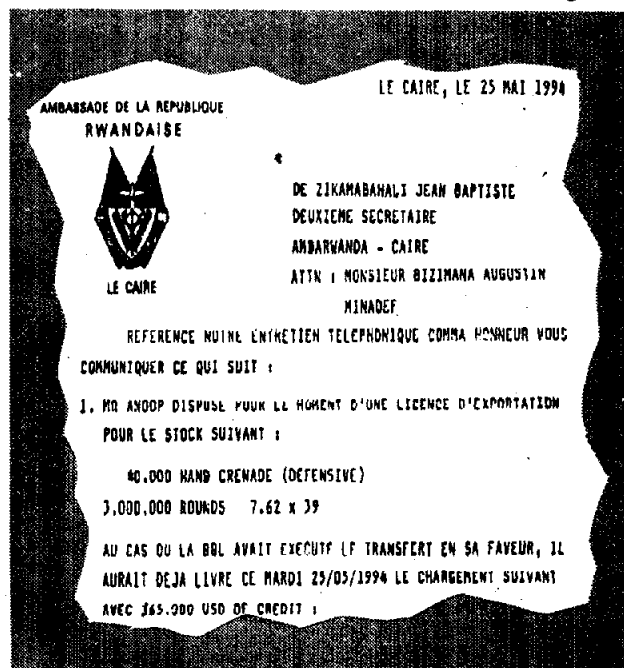 LE CAIRE, LE 25 MAI 1994
AMBASSADE DE LA REPUBLIQUE
RWANDAISE
LE CAIRE
DE ZIKAMABAHALI JEAN BAPTISTE
DEUXIEME SECRETAIRE
AMBARWANDA - CAIRE
ATTN : MONSIEUR BIZIMANA AUGUSTIN
MINADEF
REFERENCE NOTRE ENTRETIEN TELEPHONIQUE COMMA HONNEUR VOUS
COMMUNIQUER CE QUI SUIT :
1. MR ANOOP DISPOSE POUR LE MOMENT D'UNE LICENCE D'EXPORTATION
POUR LE STOCK SUIVANT :
40.000 HAND GRENADE (DEFENSIVE)
3,000,000 ROUNDS 7.62 x 39
AU CAS OU LA BBL AVAIT EXECUTE LE TRANSFERT EN SA FAVEUR, IL
AURAIT DEJA LIVRE CE MARDI 25/05/1994 LE CHARGEMENT SUIVANT
AVEC 365.000 USD OF CREDIT :